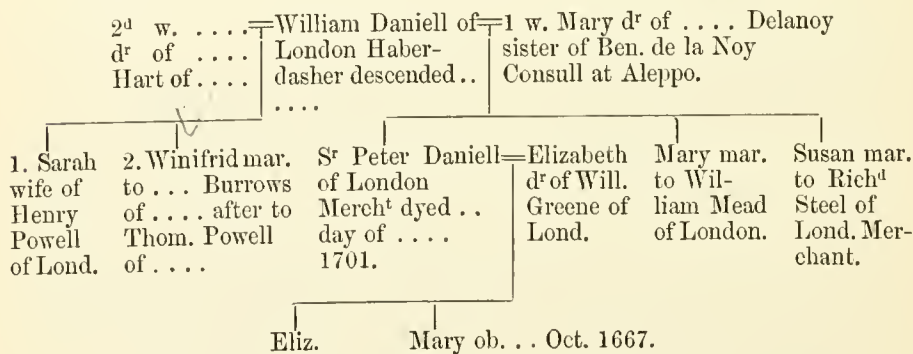 2ᵈ w. . . . .
dʳ of . . . .
Hart of . . . .
William Daniell of
London Haber-
dasher descended . .
. . . .
1 w. Mary dʳ of . . . . Delanoy
sister of Ben. de la Noy
Consull at Aleppo.
1. Sarah
wife of
Henry
Powell
of Lond.
2. Winifrid mar.
to . . . Burrows
of . . . . after to
Thom. Powell
of . . . .
Sʳ Peter Daniell
of London
Merchᵗ dyed . .
day of . . . .
1701.
Elizabeth
dʳ of Will.
Greene of
Lond.
Mary mar.
to Wil-
liam Mead
of London.
Susan mar.
to Richᵈ
Steel of
Lond. Mer-
chant.
Eliz.
Mary ob. . . Oct. 1667.